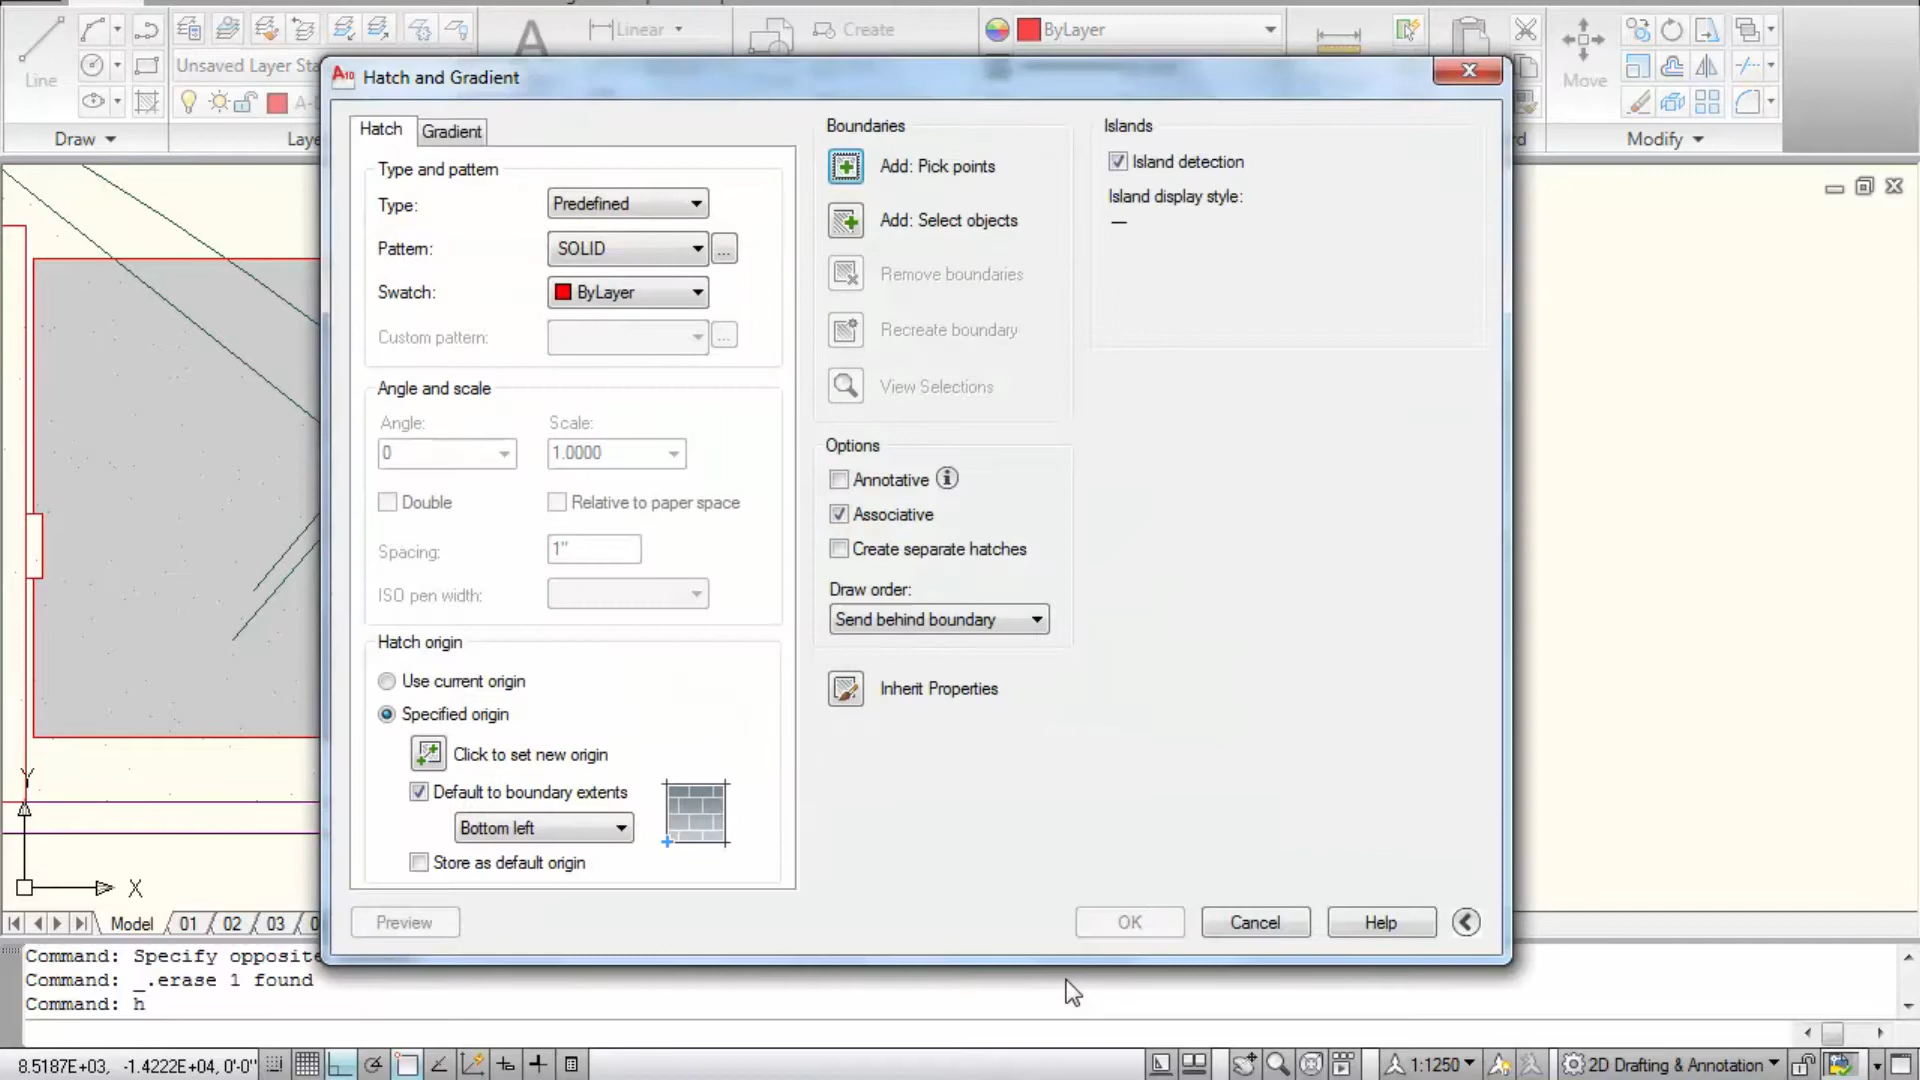 Linear
Create
ByLayer
Line
Unsaved Layer Sta
Move
Draw
Laye
rd
Modify
A10 Hatch and Gradient
Hatch
Gradient
Type and pattern
Type:
Predefined
Pattern:
SOLID
...
Swatch:
ByLayer
Custom pattern:
...
Angle and scale
Angle:
Scale:
0
1.0000
Double
Relative to paper space
Spacing:
1"
ISO pen width:
Hatch origin
Use current origin
Specified origin
Click to set new origin
Default to boundary extents
Bottom left
Store as default origin
Boundaries
Add: Pick points
Add: Select objects
Remove boundaries
Recreate boundary
View Selections
Options
Annotative
Associative
Create separate hatches
Draw order:
Send behind boundary
Inherit Properties
Islands
Island detection
Island display style:
Preview
OK
Cancel
Help
Y
X
Model 01 02 03 0
Command: Specify opposite
Command: _.erase 1 found
Command: h
8.5187E+03, -1.4222E+04, 0'-0"
1:1250
2D Drafting & Annotation